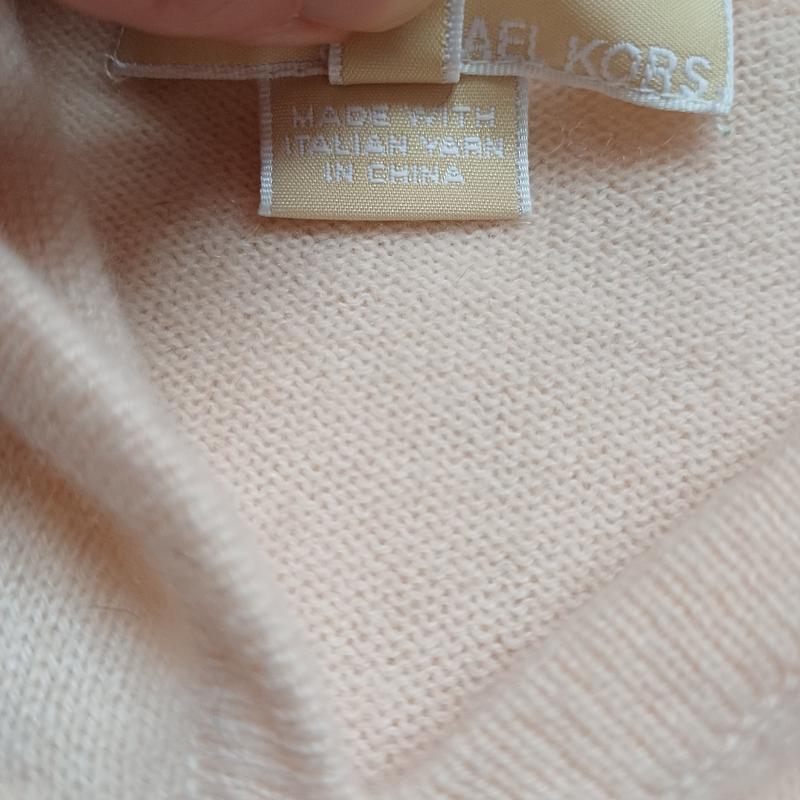 AEL KORS
MADE WITH
ITALIAN YARN
IN CHINA